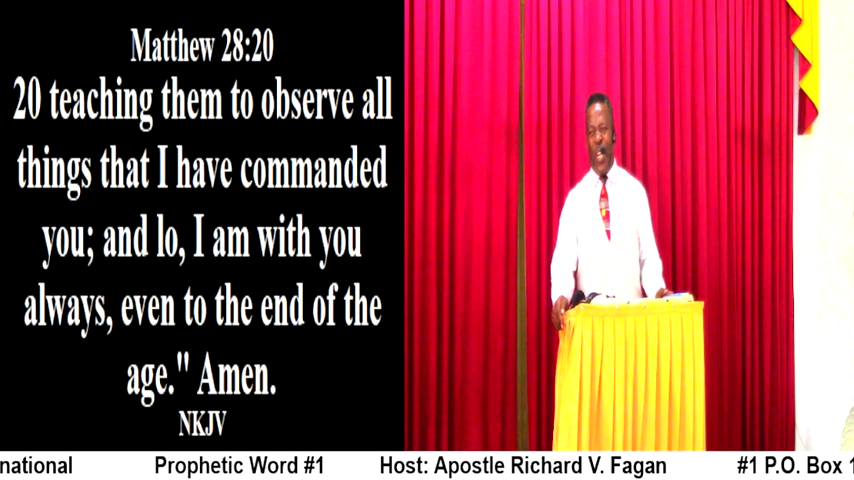 Matthew 28:20
20 teaching them to observe all
things that I have commanded
you; and lo, I am with you
always, even to the end of the
age." Amen.
NKJV
national Prophetic Word #1 Host: Apostle Richard V. Fagan #1 P.O. Box 1